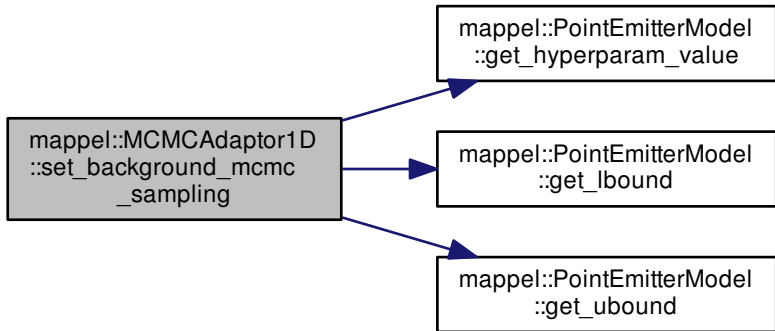 mappel::MCMCAdaptor1D
::set_background_mcmc
_sampling
mappel::PointEmitterModel
::get_hyperparam_value
mappel::PointEmitterModel
::get_lbound
mappel::PointEmitterModel
::get_ubound